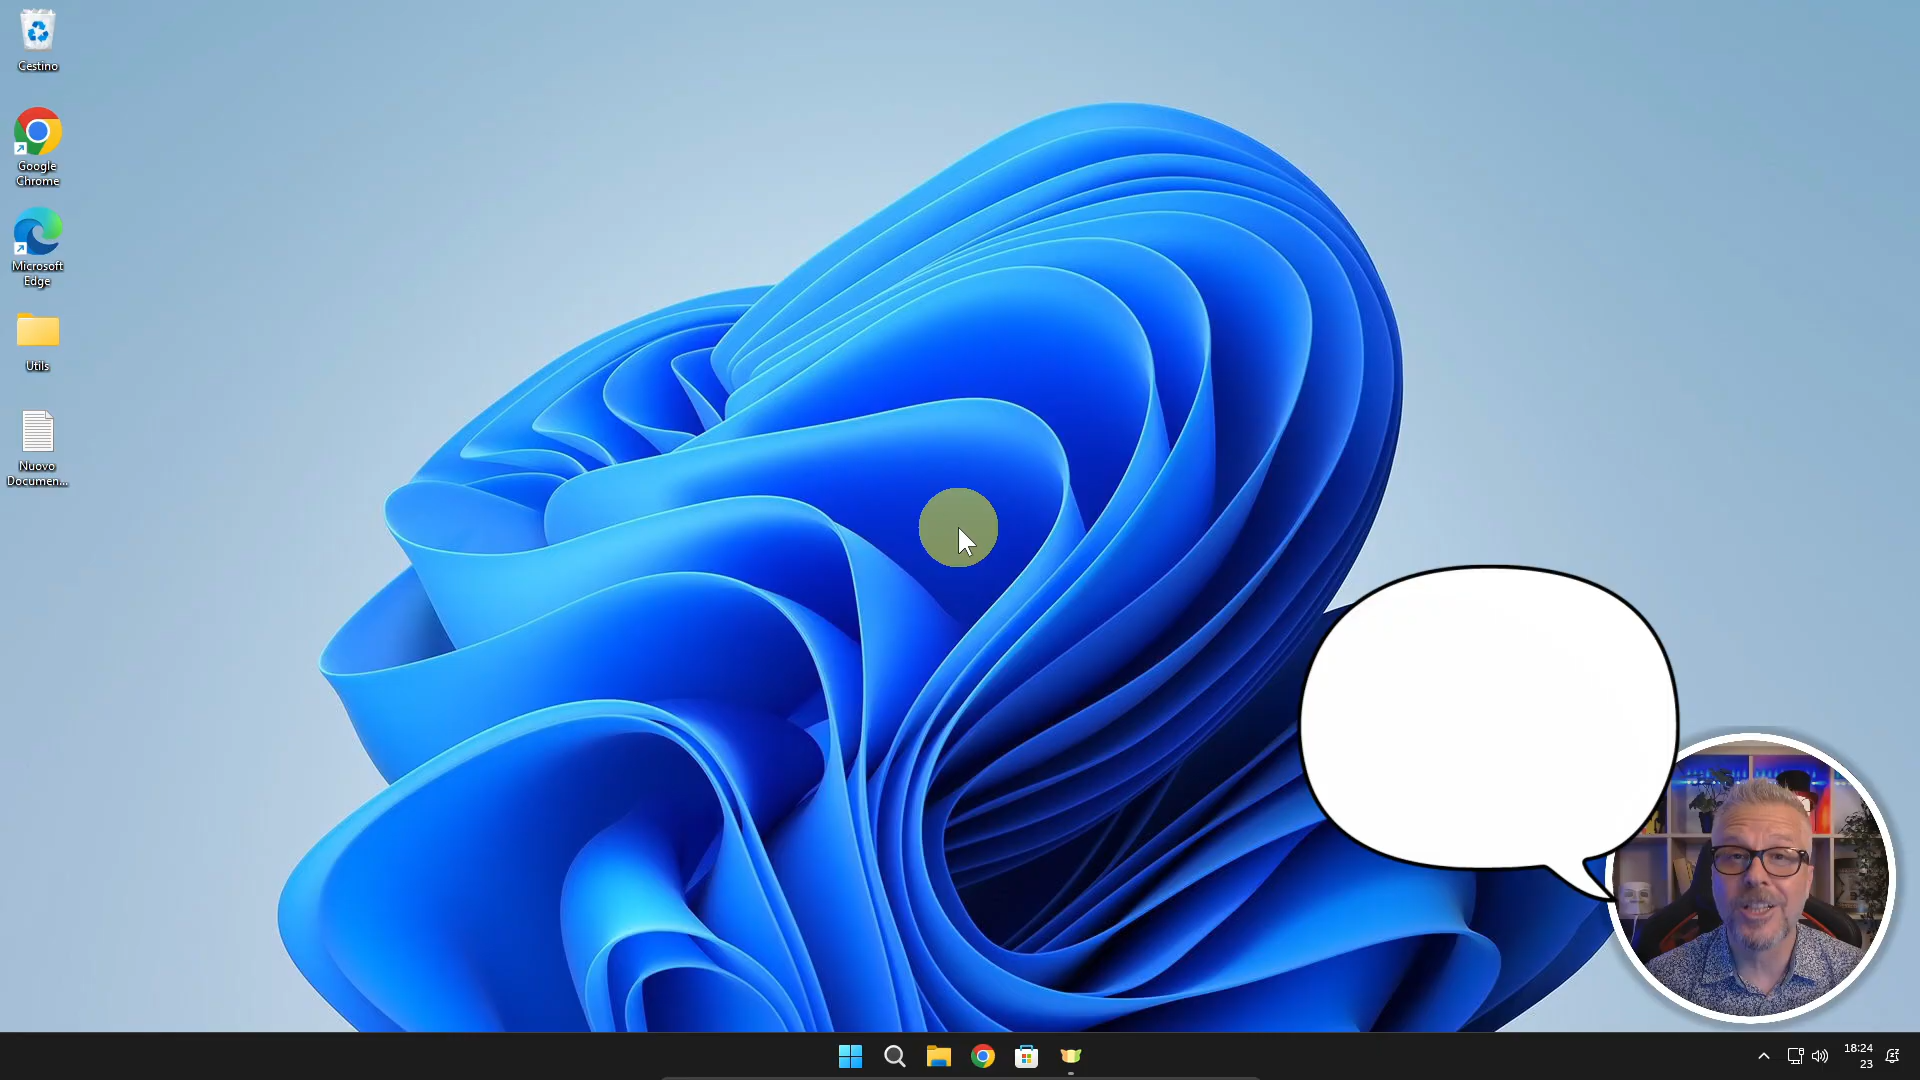 Cestino
Google
Chrome
Microsoft
Edge
Utils
Nuovo
Documen...
18:24
23